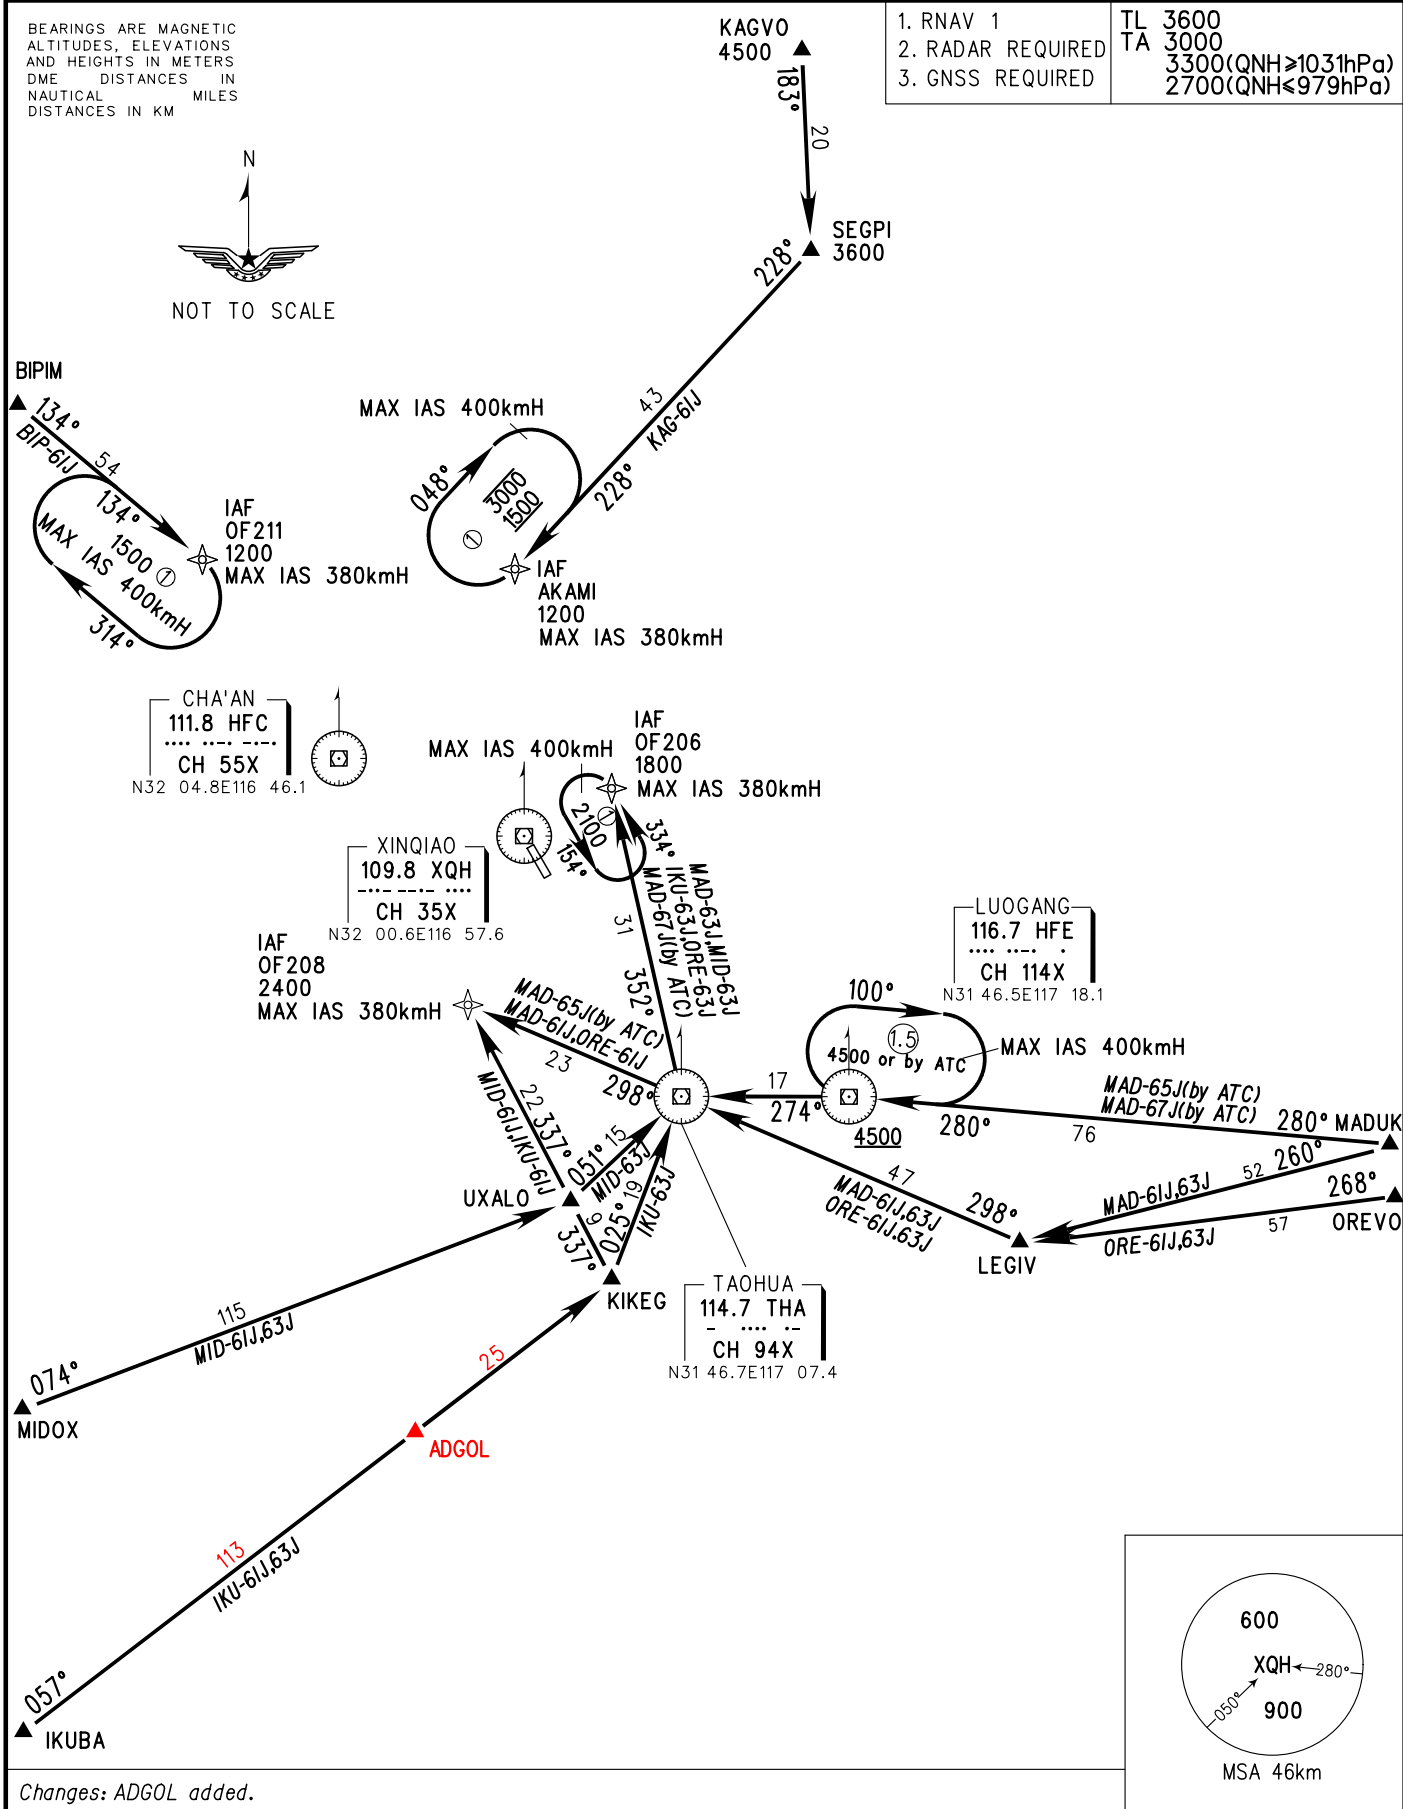 BEARINGS ARE MAGNETIC
ALTITUDES, ELEVATIONS
AND HEIGHTS IN METERS
DME DISTANCES IN
NAUTICAL MILES
DISTANCES IN KM
1. RNAV 1
2. RADAR REQUIRED
3. GNSS REQUIRED
TL 3600
TA 3000
3300(QNH≥1031hPa)
2700(QNH≤979hPa)
N
NOT TO SCALE
KAGVO
4500
183°
20
SEGPI
3600
228°
43
KAG-61J
228°
BIPIM
134°
BIP-61J
54
134°
1500 ①
MAX IAS 400kmH
314°
IAF
OF211
1200
MAX IAS 380kmH
MAX IAS 400kmH
048°
3000
1500
①
IAF
AKAMI
1200
MAX IAS 380kmH
CHA'AN
111.8 HFC
···· ··-· -·-·
CH 55X
N32 04.8E116 46.1
MAX IAS 400kmH
IAF
OF206
1800
MAX IAS 380kmH
2100
①
154°
334°
MAD-63J,MID-63J
IKU-63J,ORE-63J
MAD-67J(by ATC)
31
352°
XINQIAO
109.8 XQH
-··- --·- ····
CH 35X
N32 00.6E116 57.6
IAF
OF208
2400
MAX IAS 380kmH
MAD-65J(by ATC)
MAD-61J,ORE-61J
23
298°
LUOGANG
116.7 HFE
···· ··-· ·
CH 114X
N31 46.5E117 18.1
100°
1.5
4500 or by ATC
MAX IAS 400kmH
17
274°
4500
280°
76
MAD-65J(by ATC)
MAD-67J(by ATC)
280°
MADUK
260°
52
MAD-61J,63J
268°
OREVO
57
ORE-61J,63J
LEGIV
298°
47
MAD-61J,63J
ORE-61J,63J
MID-61J,IKU-61J
22
337°
051°
15
MID-63J
UXALO
9
337°
025°
19
IKU-63J
KIKEG
TAOHUA
114.7 THA
- ···· ·-
CH 94X
N31 46.7E117 07.4
115
MID-61J,63J
074°
MIDOX
25
ADGOL
113
IKU-61J,63J
057°
IKUBA
600
XQH
280°
050°
900
MSA 46km
Changes: ADGOL added.